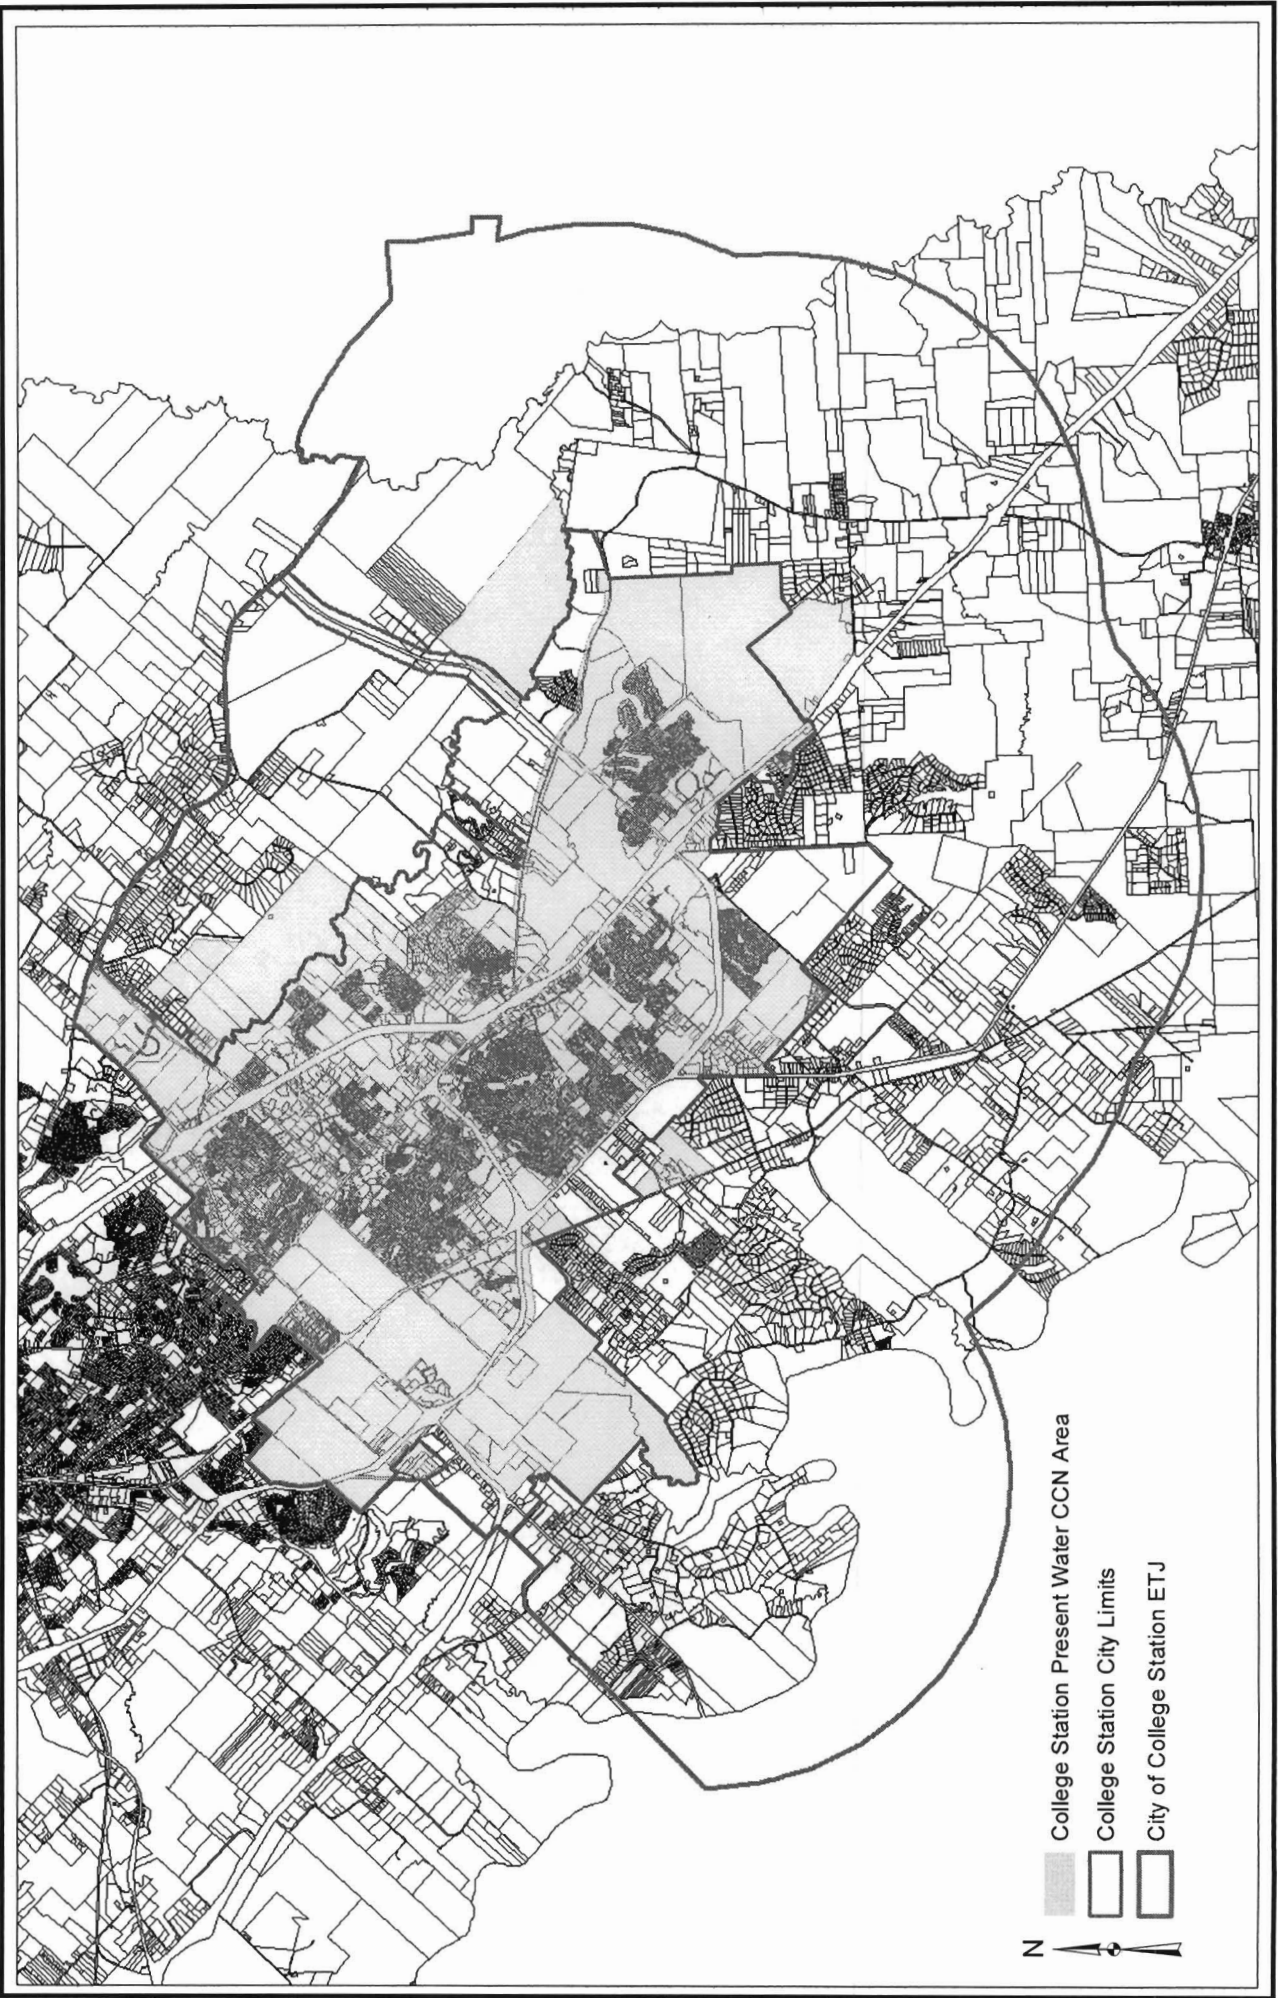 College Station Present Water CCN Area
College Station City Limits
City of College Station ETJ
N